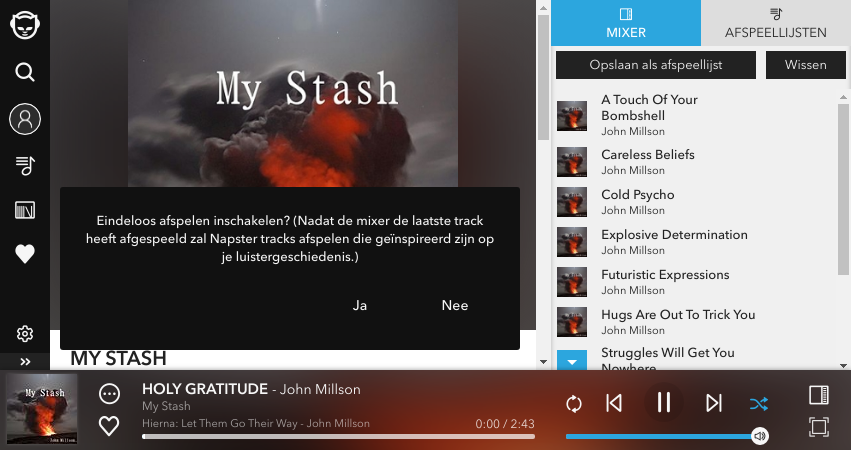 My Stash
Eindeloos afspelen inschakelen? (Nadat de mixer de laatste track
heeft afgespeeld zal Napster tracks afspelen die geïnspireerd zijn op
je luistergeschiedenis.)
Ja
Nee
MY STASH
MIXER
AFSPEELLIJSTEN
Opslaan als afspeellijst
Wissen
A Touch Of Your
Bombshell
John Millson
Careless Beliefs
John Millson
Cold Psycho
John Millson
Explosive Determination
John Millson
Futuristic Expressions
John Millson
Hugs Are Out To Trick You
John Millson
Struggles Will Get You
Nowhere
My Stash
John Millson.
HOLY GRATITUDE - John Millson
My Stash
Hierna: Let Them Go Their Way - John Millson
0:00 / 2:43